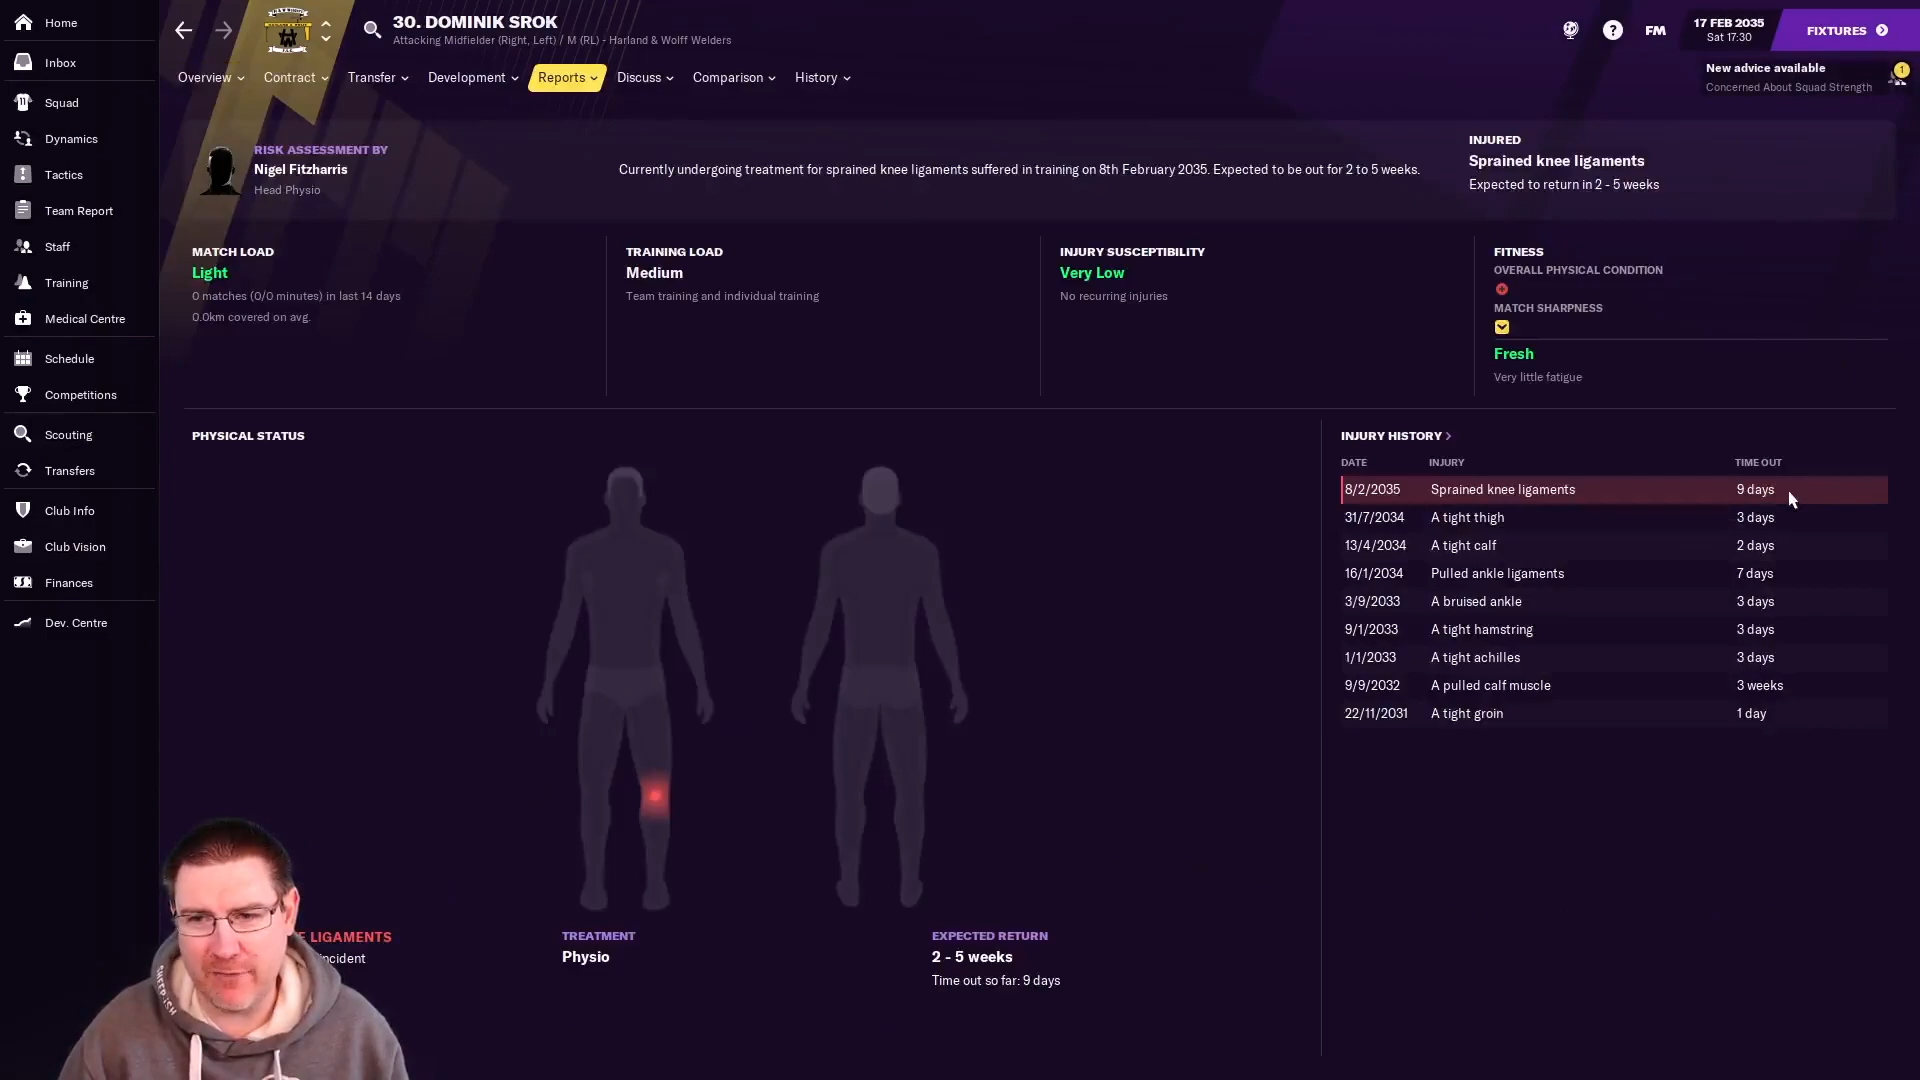 Home
Inbox
Squad
Dynamics
Tactics
Team Report
Staff
Training
Medical Centre
Schedule
Competitions
Scouting
Transfers
Club Info
Club Vision
Finances
Dev. Centre
30. DOMINIK SROK
Attacking Midfielder (Right, Left) / M (RL) - Harland & Wolff Welders
FM
17 FEB 2035
Sat 17:30
FIXTURES
Overview
Contract
Transfer
Development
Reports
Discuss
Comparison
History
New advice available
Concerned About Squad Strength
1
RISK ASSESSMENT BY
Nigel Fitzharris
Head Physio
Currently undergoing treatment for sprained knee ligaments suffered in training on 8th February 2035. Expected to be out for 2 to 5 weeks.
INJURED
Sprained knee ligaments
Expected to return in 2 - 5 weeks
MATCH LOAD
Light
0 matches (0/0 minutes) in last 14 days
0.0km covered on avg.
TRAINING LOAD
Medium
Team training and individual training
INJURY SUSCEPTIBILITY
Very Low
No recurring injuries
FITNESS
OVERALL PHYSICAL CONDITION
MATCH SHARPNESS
Fresh
Very little fatigue
PHYSICAL STATUS
INJURY HISTORY
DATE INJURY TIME OUT
8/2/2035 Sprained knee ligaments 9 days
31/7/2034 A tight thigh 3 days
13/4/2034 A tight calf 2 days
16/1/2034 Pulled ankle ligaments 7 days
3/9/2033 A bruised ankle 3 days
9/1/2033 A tight hamstring 3 days
1/1/2033 A tight achilles 3 days
9/9/2032 A pulled calf muscle 3 weeks
22/11/2031 A tight groin 1 day
LIGAMENTS
TREATMENT
Physio
EXPECTED RETURN
2 - 5 weeks
Time out so far: 9 days